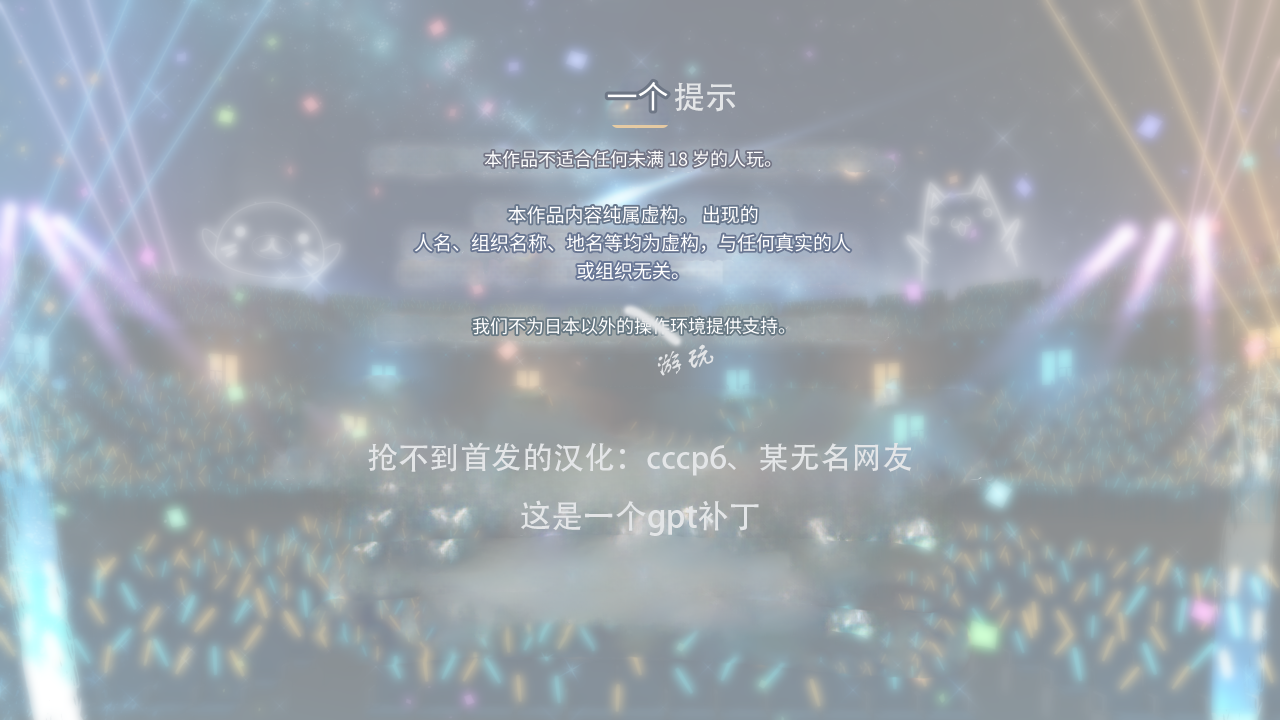 一个 提示
本作品不适合任何未满 18 岁的人玩。
本作品内容纯属虚构。 出现的
人名、组织名称、地名等均为虚构，与任何真实的人
或组织无关。
我们不为日本以外的操作环境提供支持。
游玩
抢不到首发的汉化：cccp6、某无名网友
这是一个gpt补丁